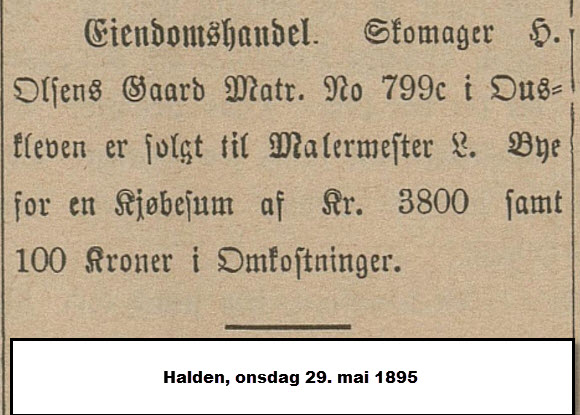 Eiendomshandel. Skomager H.
Olsens Gaard Matr. No 799c i Ous-
kleven er solgt til Malermester L. Bye
for en Kjøbesum af Kr. 3800 samt
100 Kroner i Omkostninger.
Halden, onsdag 29. mai 1895